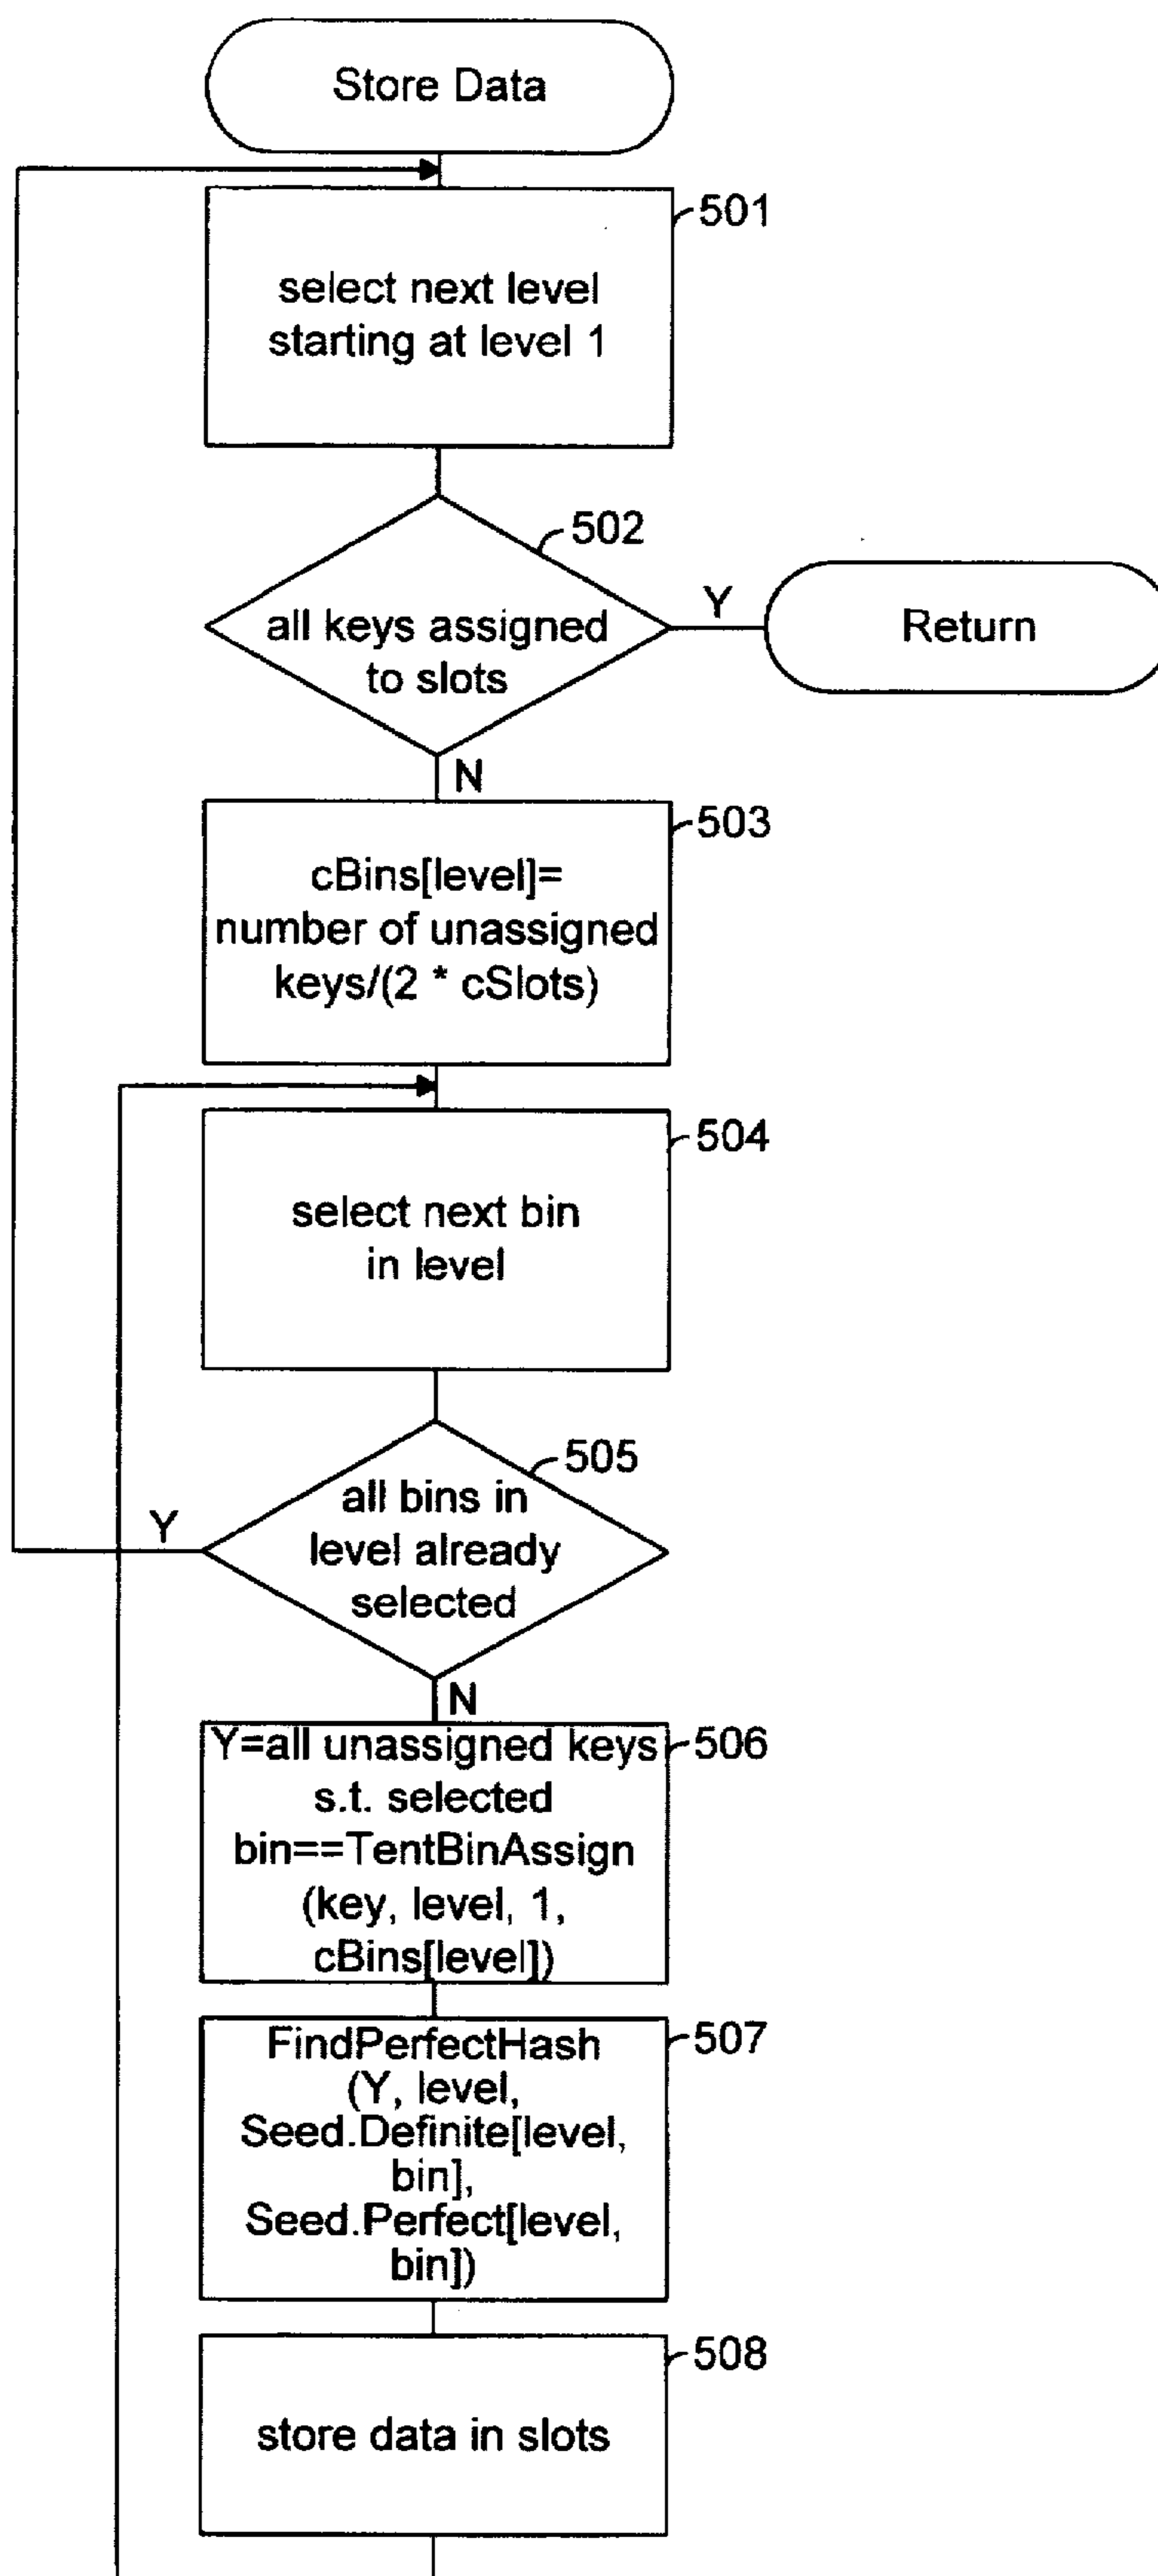 Store Data
501
select next level
starting at level 1
502
all keys assigned
to slots
Y
Return
N
503
cBins[level]=
number of unassigned
keys/(2 * cSlots)
504
select next bin
in level
505
all bins in
level already
selected
Y
N
506
Y=all unassigned keys
s.t. selected
bin==TentBinAssign
(key, level, 1,
cBins[level])
507
FindPerfectHash
(Y, level,
Seed.Definite[level,
bin],
Seed.Perfect[level,
bin])
508
store data in slots